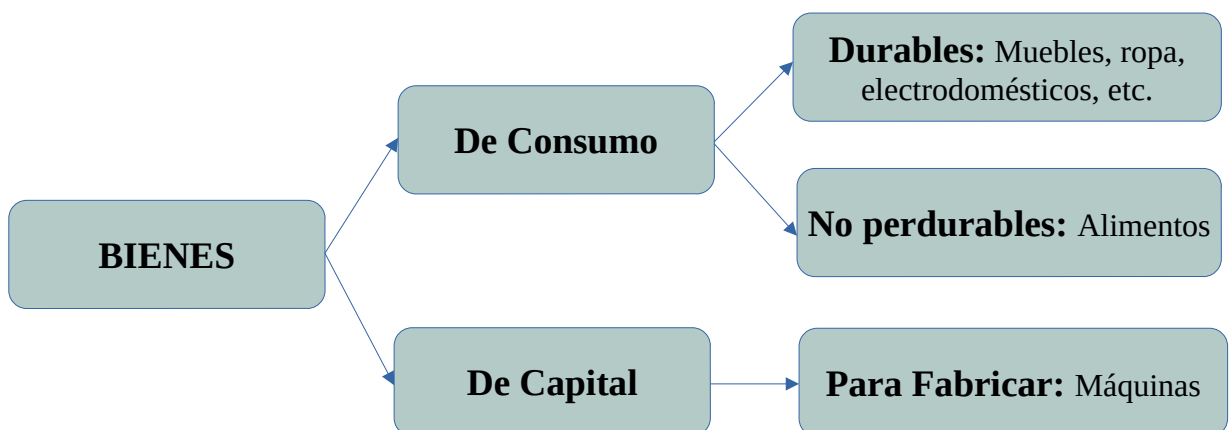 Durables: Muebles, ropa,
electrodomésticos, etc.
De Consumo
No perdurables: Alimentos
BIENES
De Capital
Para Fabricar: Máquinas